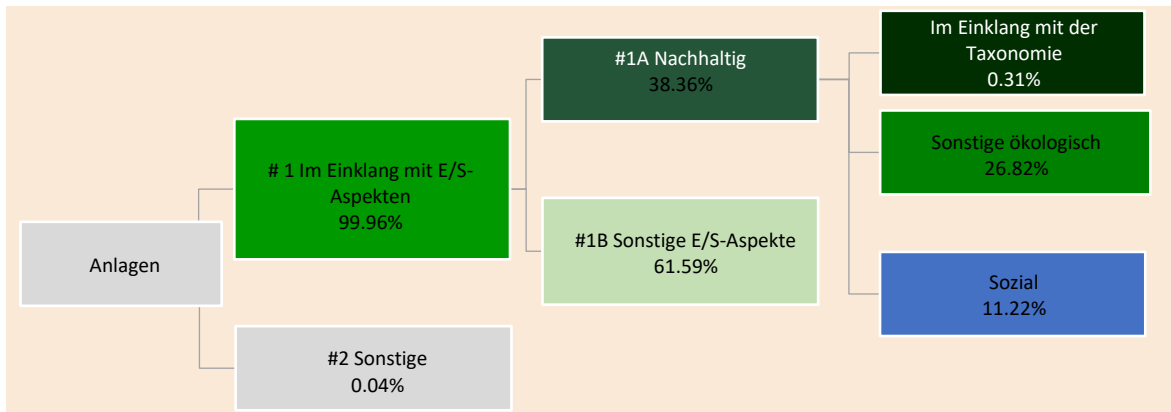 Anlagen
# 1 Im Einklang mit E/S-
Aspekten
99.96%
#2 Sonstige
0.04%
#1A Nachhaltig
38.36%
#1B Sonstige E/S-Aspekte
61.59%
Im Einklang mit der
Taxonomie
0.31%
Sonstige ökologisch
26.82%
Sozial
11.22%